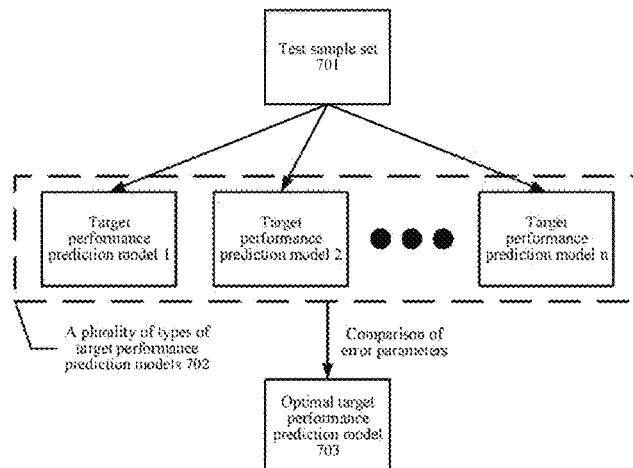 Test sample set
701
Target
performance
prediction model 1
Target
performance
prediction model 2
Target
performance
prediction model n
A plurality of types of
target performance
prediction models 702
Comparison of
error parameters
Optimal target
performance
prediction model
703